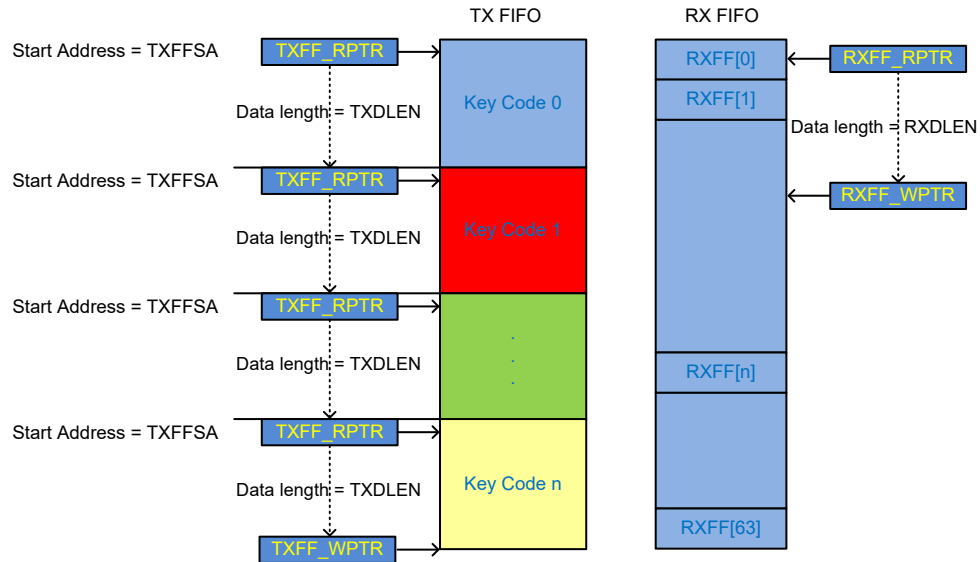 TX FIFO
RX FIFO
Start Address = TXFFSA
TXFF_RPTR
RXFF[0]
RXFF_RPTR
Key Code 0
RXFF[1]
Data length = TXDLEN
Data length = RXDLEN
Start Address = TXFFSA
TXFF_RPTR
RXFF_WPTR
Key Code 1
Data length = TXDLEN
Start Address = TXFFSA
TXFF_RPTR
.
.
.
Data length = TXDLEN
RXFF[n]
Start Address = TXFFSA
TXFF_RPTR
Key Code n
Data length = TXDLEN
RXFF[63]
TXFF_WPTR